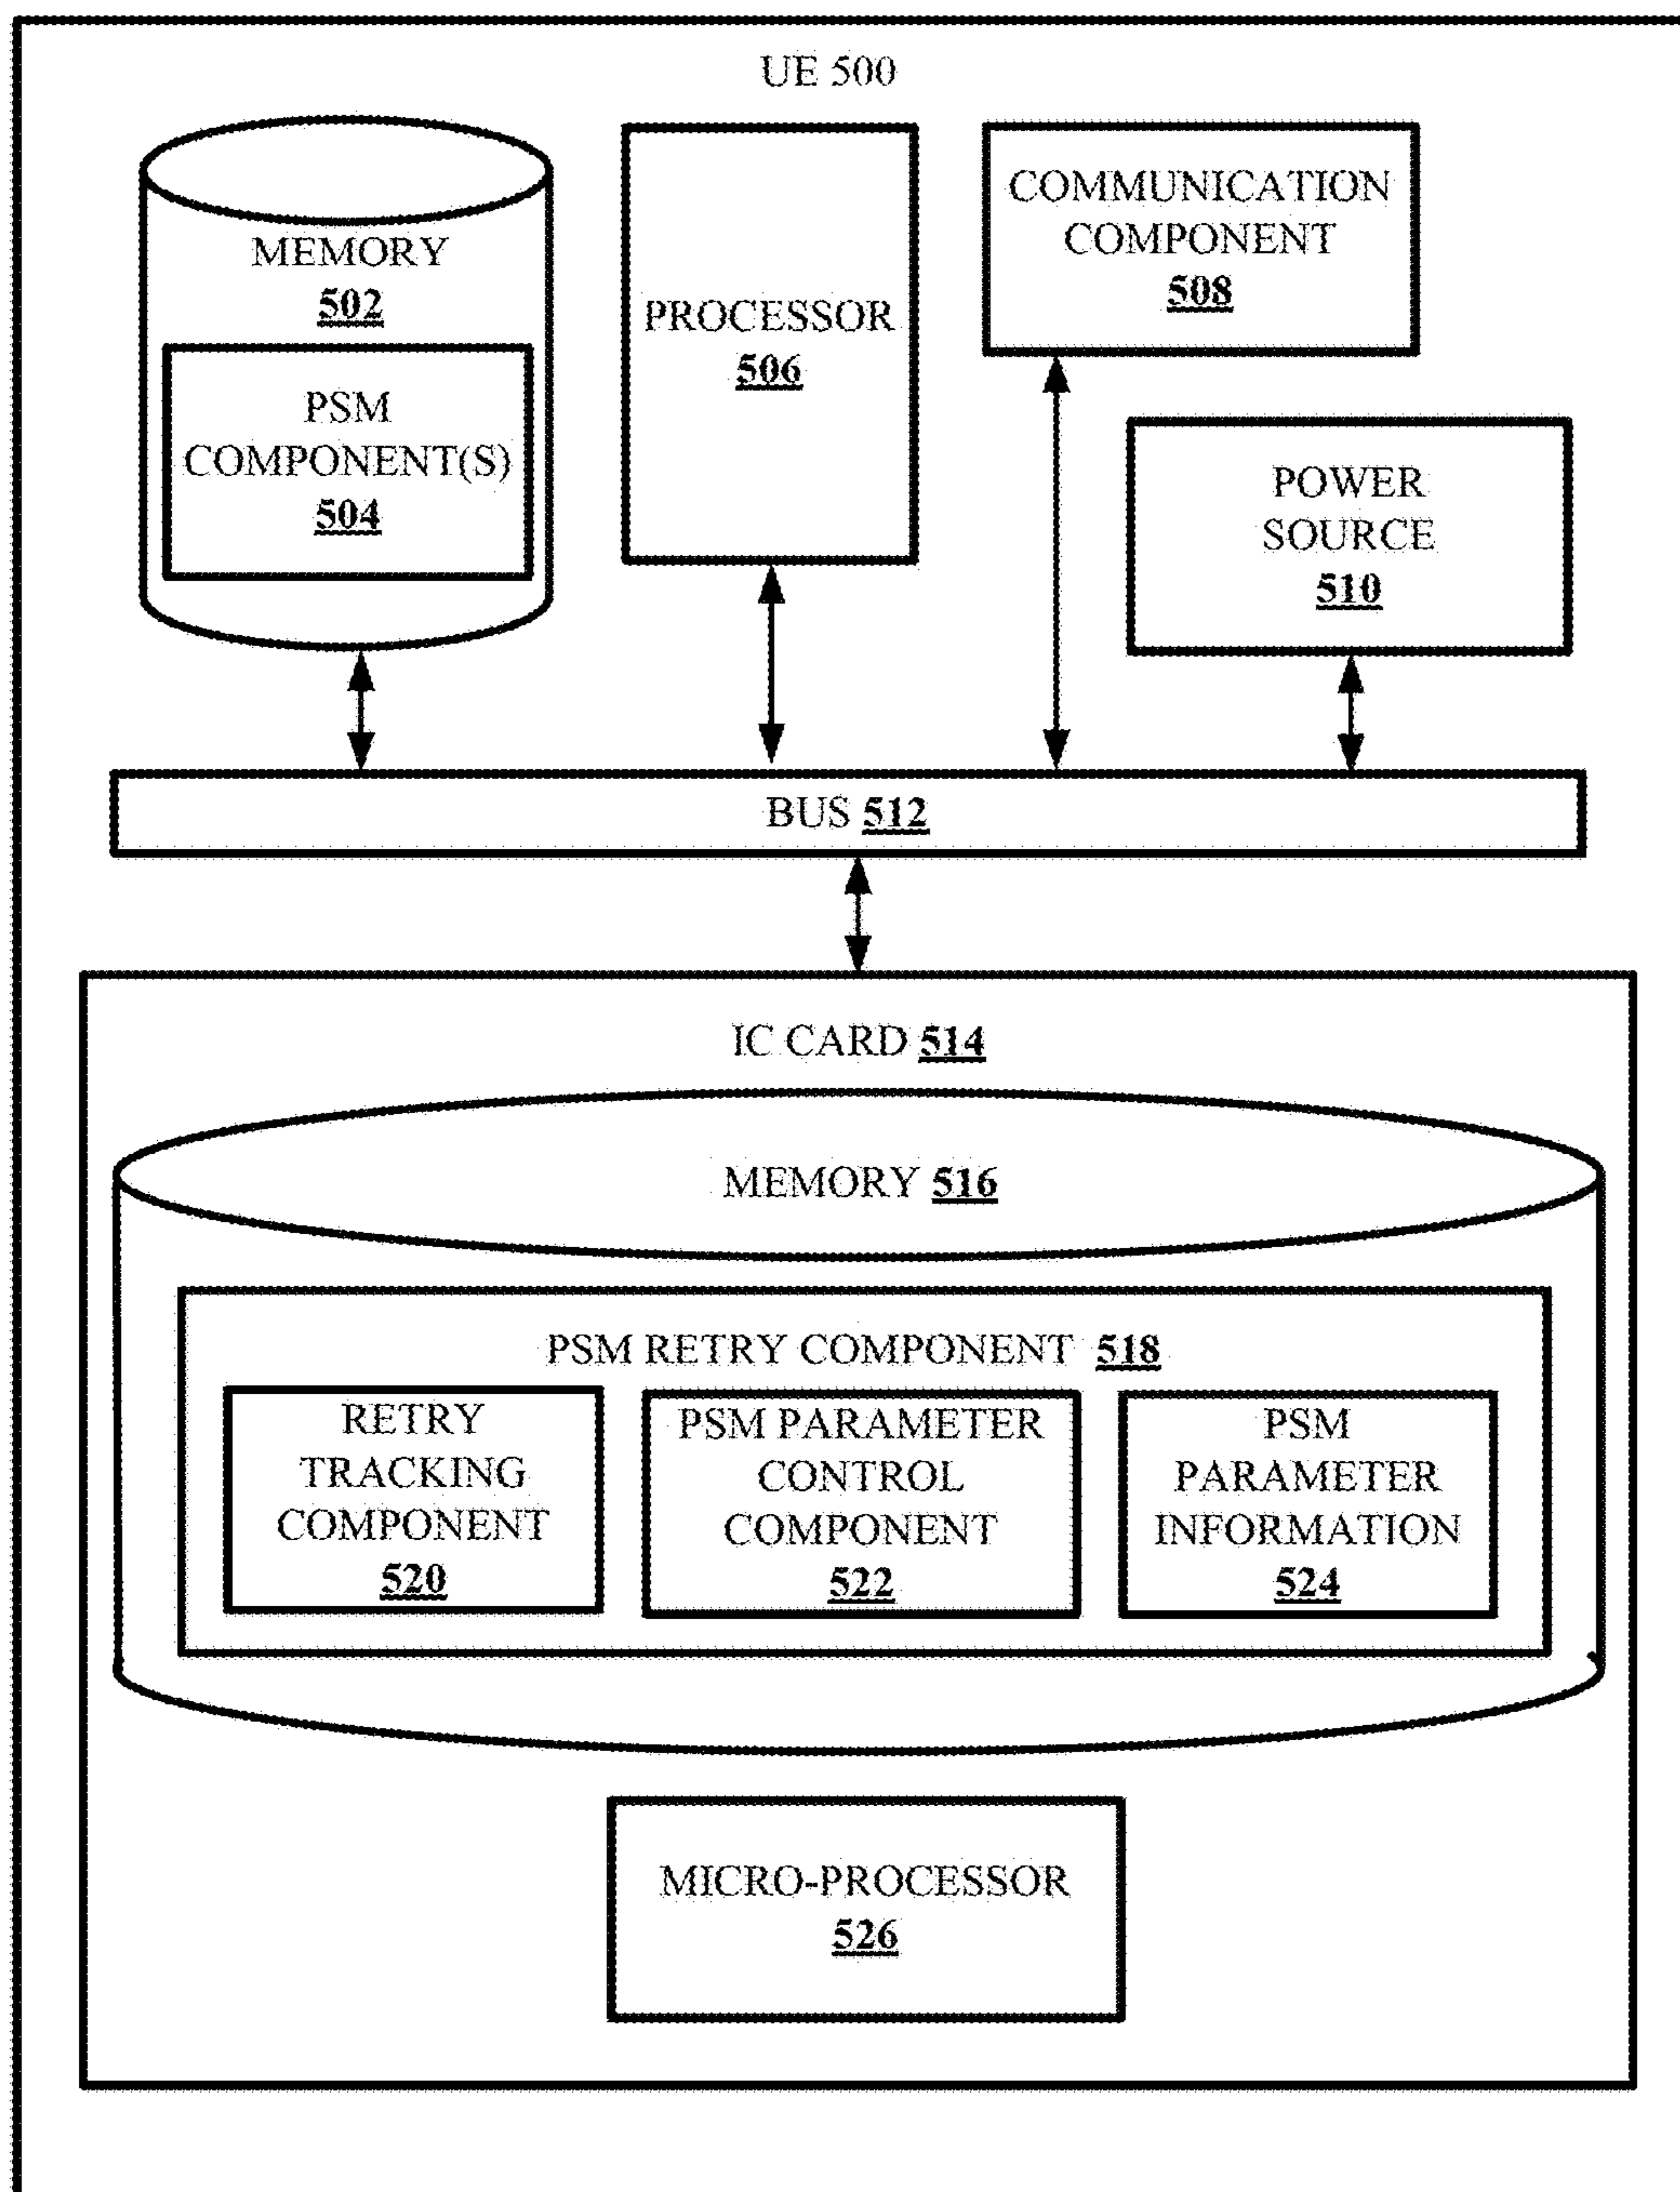 UE 500
MEMORY
502
PSM
COMPONENT(S)
504
PROCESSOR
506
COMMUNICATION
COMPONENT
508
POWER
SOURCE
510
BUS 512
IC CARD 514
MEMORY 516
PSM RETRY COMPONENT 518
RETRY
TRACKING
COMPONENT
520
PSM PARAMETER
CONTROL
COMPONENT
522
PSM
PARAMETER
INFORMATION
524
MICRO-PROCESSOR
526